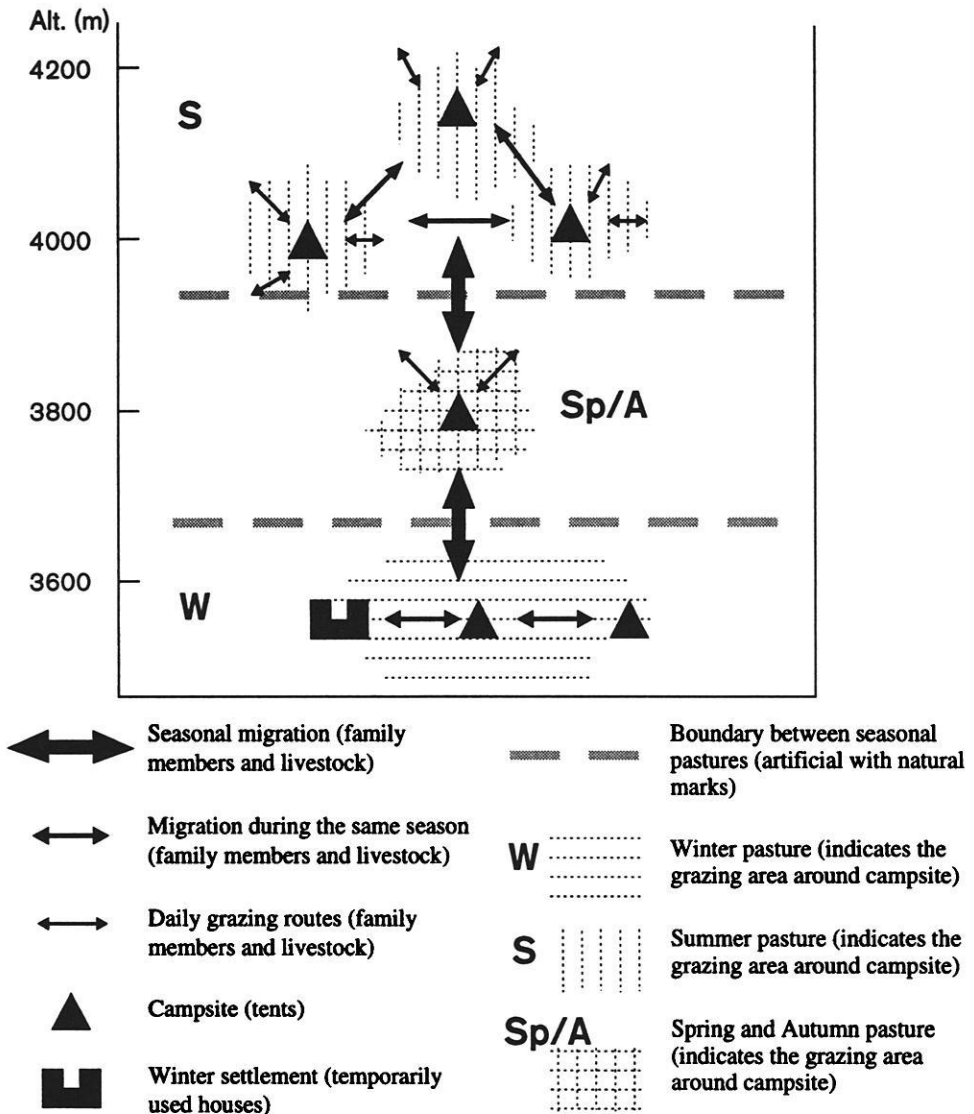 Alt. (m)
4200
S
4000
Sp/A
3800
3600
W
Seasonal migration (family
members and livestock)
Migration during the same season
(family members and livestock)
Daily grazing routes (family
members and livestock)
Campsite (tents)
Winter settlement (temporarily
used houses)
Boundary between seasonal
pastures (artificial with natural
marks)
W
Winter pasture (indicates the
grazing area around campsite)
S
Summer pasture (indicates the
grazing area around campsite)
Sp/A
Spring and Autumn pasture
(indicates the grazing area
around campsite)